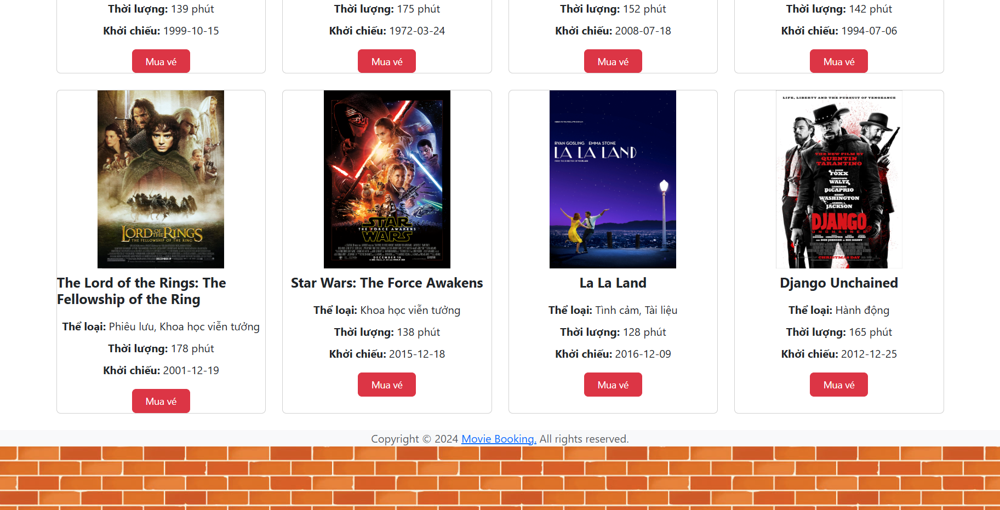 Thời lượng: 139 phút
Thời lượng: 175 phút
Thời lượng: 152 phút
Thời lượng: 142 phút
Khởi chiếu: 1999-10-15
Khởi chiếu: 1972-03-24
Khởi chiếu: 2008-07-18
Khởi chiếu: 1994-07-06
Mua vé
Mua vé
Mua vé
Mua vé
THE
LORD OF THE RINGS
THE FELLOWSHIP OF THE RING
STAR
THE FORCE AWAKENS
WARS
DECEMBER 18
RYAN GOSLING EMMA STONE
LA LA LAND
LIFE, LIBERTY AND THE PURSUIT OF VENGEANCE
THE NEW FILM BY
QUENTIN
TARANTINO
JAMIE
FOXX
CHRISTOPH
WALTZ
LEONARDO
DiCAPRIO
KERRY
WASHINGTON
SAMUEL L.
JACKSON
DJANGO
UNCHAINED
AND DON JOHNSON AS BIG DADDY
CHRISTMAS DAY
The Lord of the Rings: The
Fellowship of the Ring
Thể loại: Phiêu lưu, Khoa học viễn tưởng
Thời lượng: 178 phút
Khởi chiếu: 2001-12-19
Mua vé
Star Wars: The Force Awakens
Thể loại: Khoa học viễn tưởng
Thời lượng: 138 phút
Khởi chiếu: 2015-12-18
Mua vé
La La Land
Thể loại: Tình cảm, Tài liệu
Thời lượng: 128 phút
Khởi chiếu: 2016-12-09
Mua vé
Django Unchained
Thể loại: Hành động
Thời lượng: 165 phút
Khởi chiếu: 2012-12-25
Mua vé
Copyright © 2024 Movie Booking. All rights reserved.